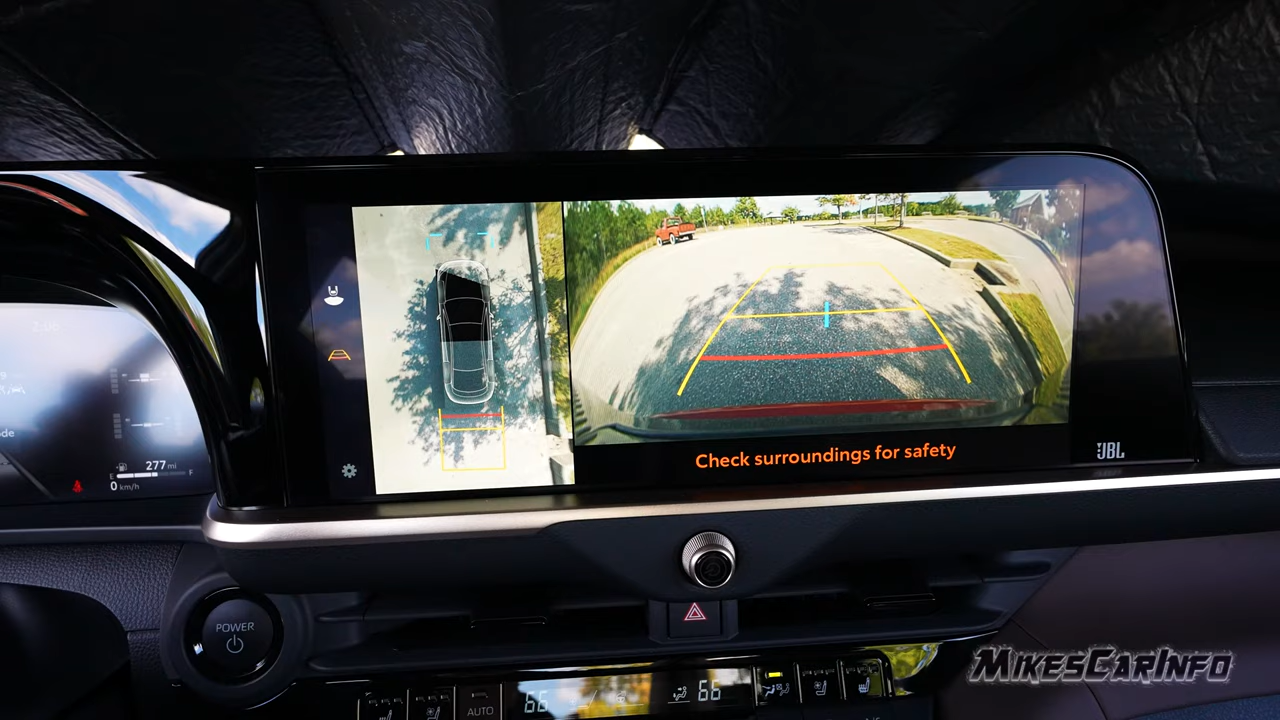 277 mi
E F
0 km/h
Check surroundings for safety
JBL
POWER
AUTO
66
66
MIKESCARINFO